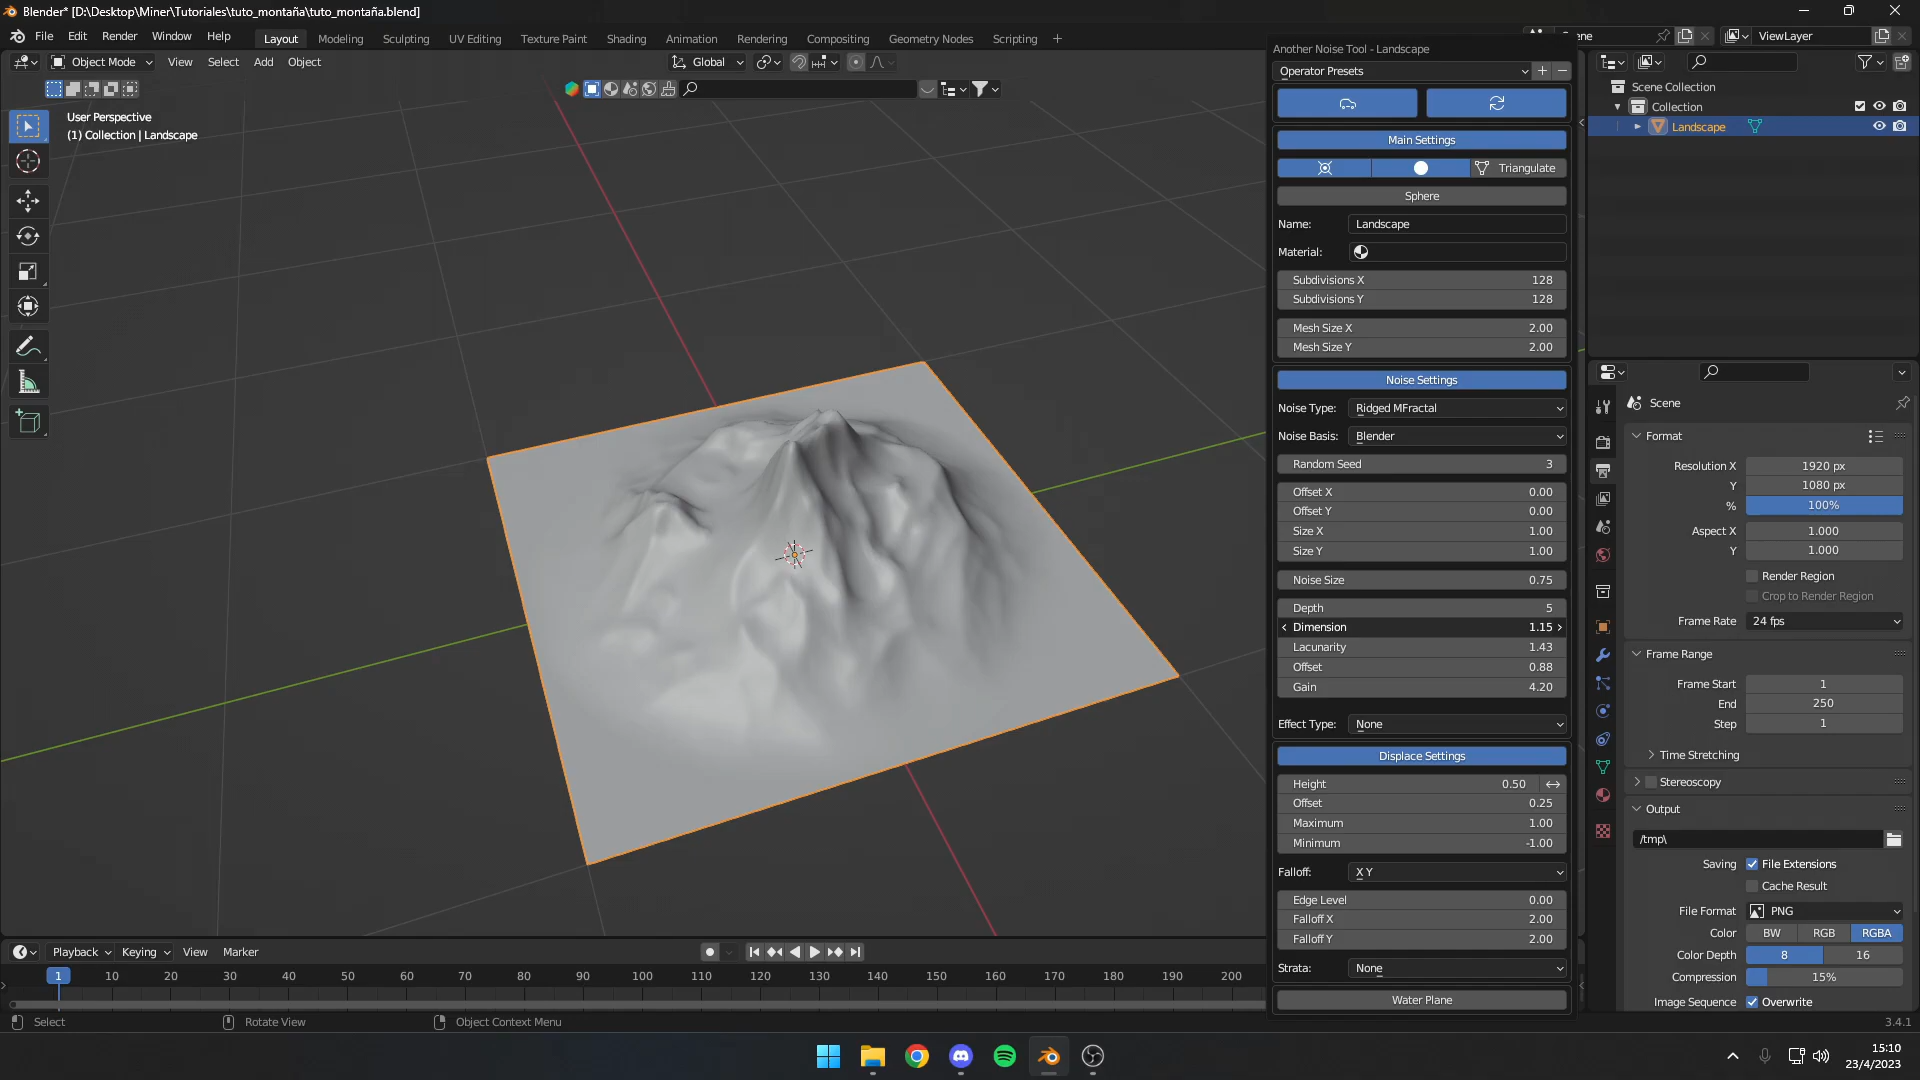 Blender* [D:\Desktop\Miner\Tutoriales\tuto_montaña\tuto_montaña.blend]
File Edit Render Window Help Layout Modeling Sculpting UV Editing Texture Paint Shading Animation Rendering Compositing Geometry Nodes Scripting +
ViewLayer
Object Mode View Select Add Object Global
User Perspective
(1) Collection | Landscape
Another Noise Tool - Landscape
Operator Presets
Main Settings
Triangulate
Sphere
Name: Landscape
Material:
Subdivisions X 128
Subdivisions Y 128
Mesh Size X 2.00
Mesh Size Y 2.00
Noise Settings
Noise Type: Ridged MFractal
Noise Basis: Blender
Random Seed 3
Offset X 0.00
Offset Y 0.00
Size X 1.00
Size Y 1.00
Noise Size 0.75
Depth 5
Dimension 1.15
Lacunarity 1.43
Offset 0.88
Gain 4.20
Effect Type: None
Displace Settings
Height 0.50
Offset 0.25
Maximum 1.00
Minimum -1.00
Falloff: X Y
Edge Level 0.00
Falloff X 2.00
Falloff Y 2.00
Strata: None
Water Plane
Scene Collection
Collection
Landscape
Scene
Format
Resolution X 1920 px
Y 1080 px
% 100%
Aspect X 1.000
Y 1.000
Render Region
Crop to Render Region
Frame Rate 24 fps
Frame Range
Frame Start 1
End 250
Step 1
Time Stretching
Stereoscopy
Output
/tmp\
Saving File Extensions
Cache Result
File Format PNG
Color BW RGB RGBA
Color Depth 8 16
Compression 15%
Image Sequence Overwrite
Playback Keying View Marker
1 10 20 30 40 50 60 70 80 90 100 110 120 130 140 150 160 170 180 190 200
Select Rotate View Object Context Menu
3.4.1
15:10
23/4/2023